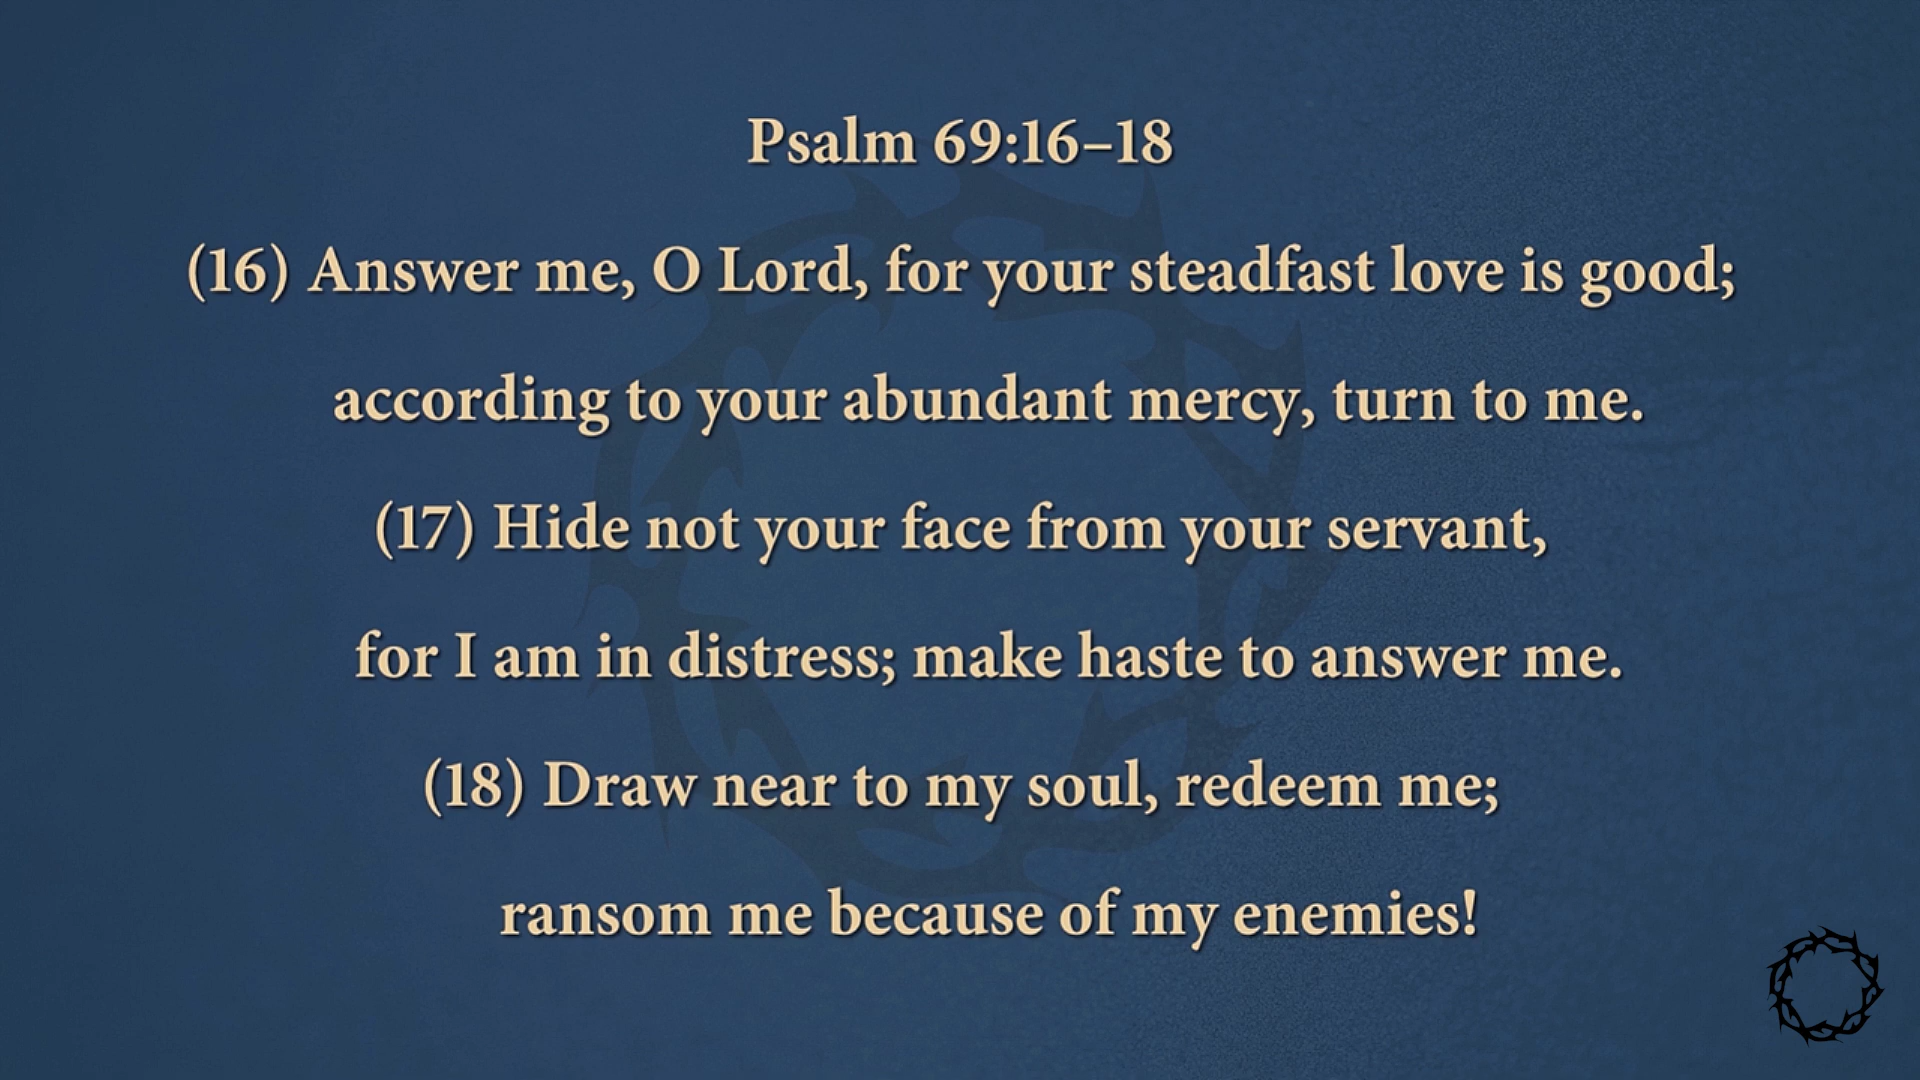 Psalm 69:16–18
(16) Answer me, O Lord, for your steadfast love is good;
according to your abundant mercy, turn to me.
(17) Hide not your face from your servant,
for I am in distress; make haste to answer me.
(18) Draw near to my soul, redeem me;
ransom me because of my enemies!